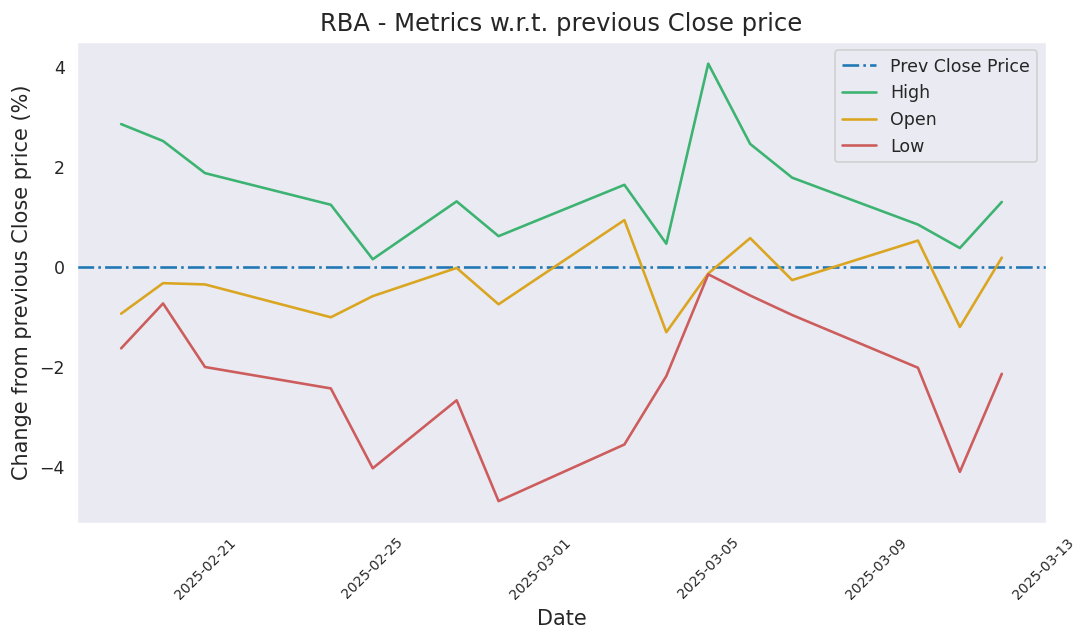 RBA - Metrics w.r.t. previous Close price
Prev Close Price
High
Open
Low
Change from previous Close price (%)
4
2
0
−2
−4
2025-02-21
2025-02-25
2025-03-01
2025-03-05
2025-03-09
2025-03-13
Date